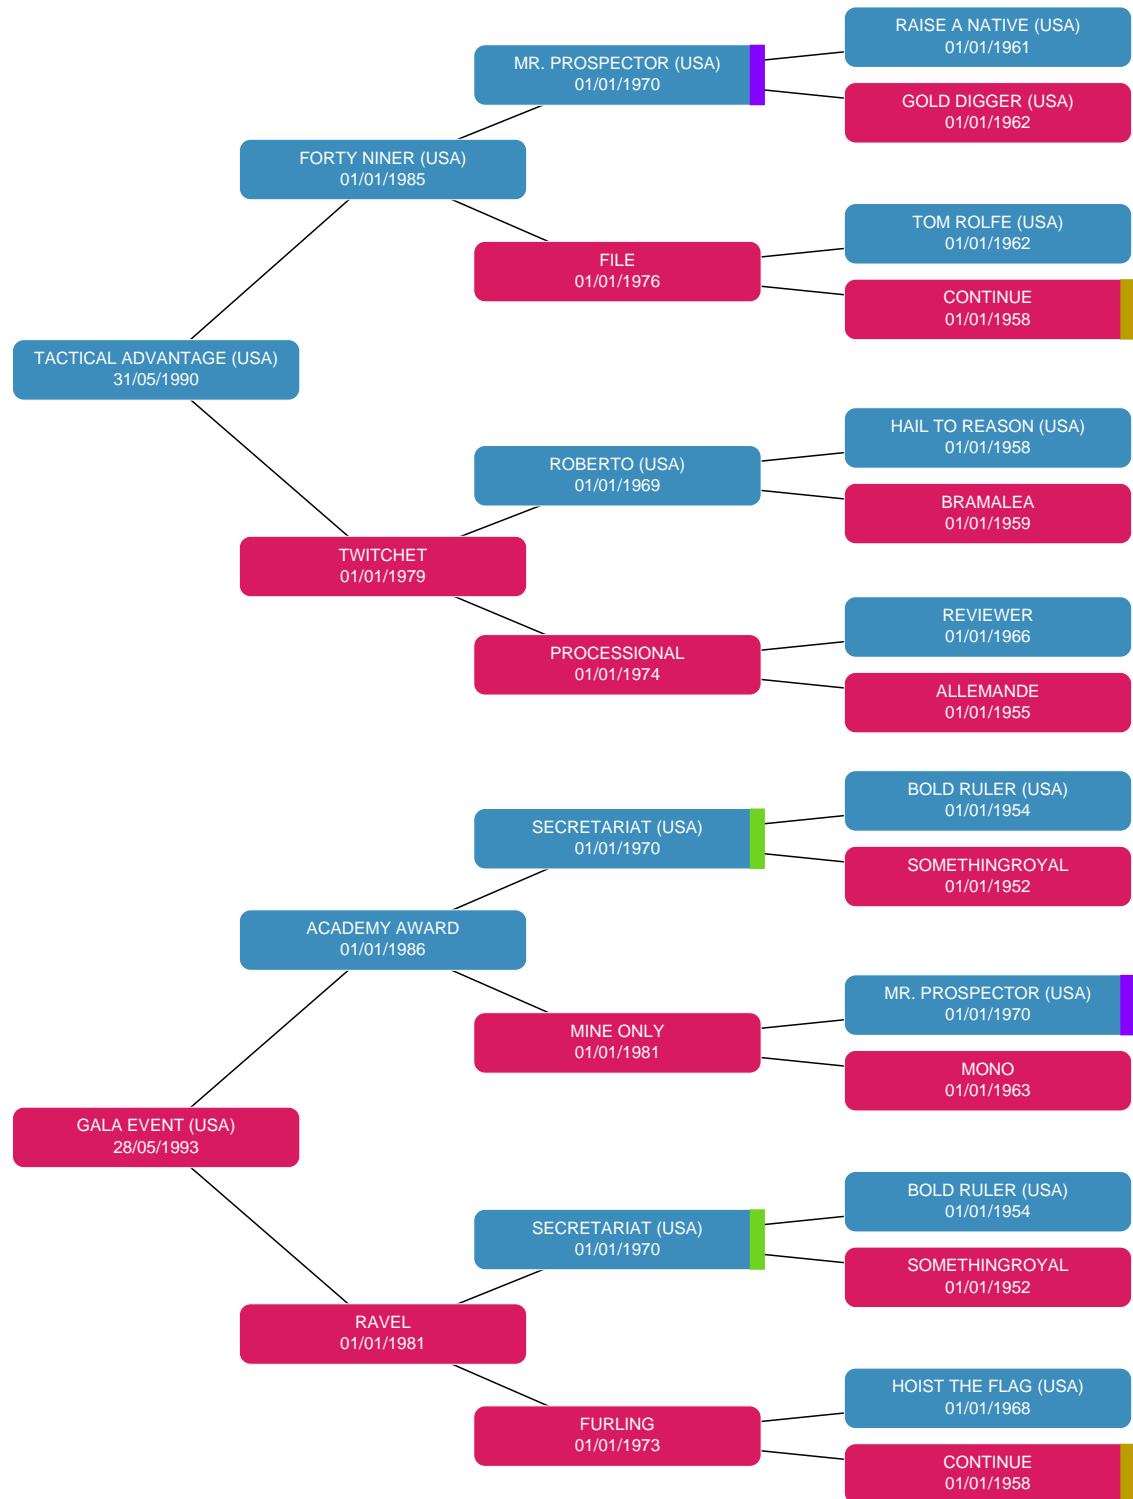 RAISE A NATIVE (USA)
01/01/1961
MR. PROSPECTOR (USA)
01/01/1970
GOLD DIGGER (USA)
01/01/1962
FORTY NINER (USA)
01/01/1985
TOM ROLFE (USA)
01/01/1962
FILE
01/01/1976
CONTINUE
01/01/1958
TACTICAL ADVANTAGE (USA)
31/05/1990
HAIL TO REASON (USA)
01/01/1958
ROBERTO (USA)
01/01/1969
BRAMALEA
01/01/1959
TWITCHET
01/01/1979
REVIEWER
01/01/1966
PROCESSIONAL
01/01/1974
ALLEMANDE
01/01/1955
BOLD RULER (USA)
01/01/1954
SECRETARIAT (USA)
01/01/1970
SOMETHINGROYAL
01/01/1952
ACADEMY AWARD
01/01/1986
MR. PROSPECTOR (USA)
01/01/1970
MINE ONLY
01/01/1981
MONO
01/01/1963
GALA EVENT (USA)
28/05/1993
BOLD RULER (USA)
01/01/1954
SECRETARIAT (USA)
01/01/1970
SOMETHINGROYAL
01/01/1952
RAVEL
01/01/1981
HOIST THE FLAG (USA)
01/01/1968
FURLING
01/01/1973
CONTINUE
01/01/1958